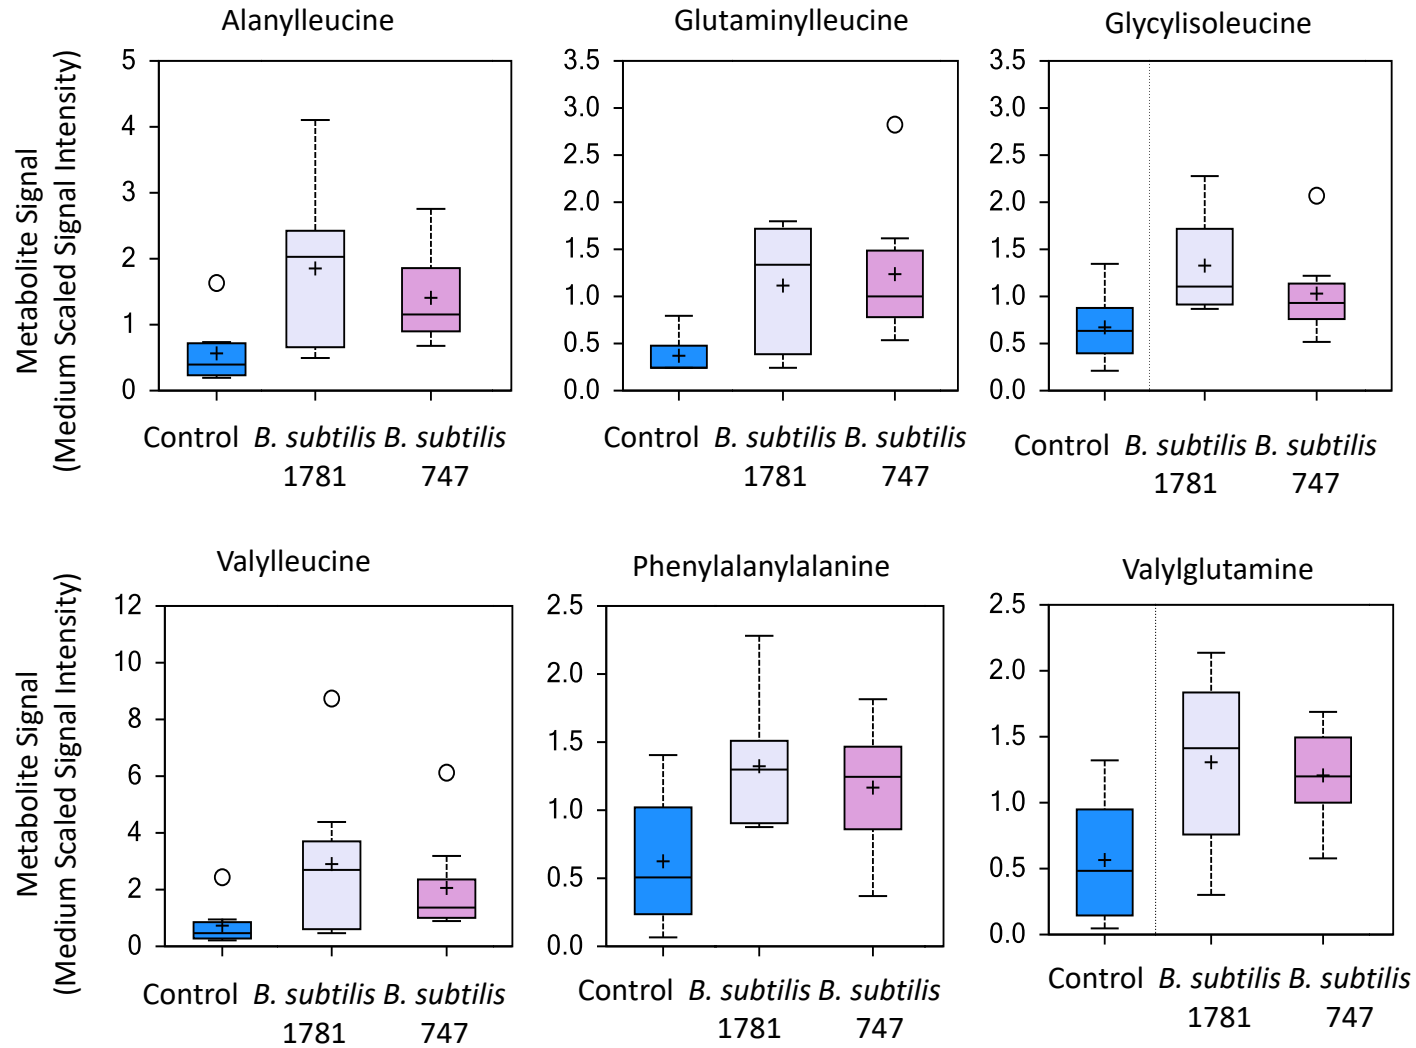 Alanylleucine
Glutaminylleucine
Glycylisoleucine
Metabolite Signal
(Medium Scaled Signal Intensity)
5
4
3
2
1
0
3.5
3.0
2.5
2.0
1.5
1.0
0.5
0.0
3.5
3.0
2.5
2.0
1.5
1.0
0.5
0.0
Control B. subtilis B. subtilis
1781 747
Control B. subtilis B. subtilis
1781 747
Control B. subtilis B. subtilis
1781 747
Valylleucine
Phenylalanylalanine
Valylglutamine
Metabolite Signal
(Medium Scaled Signal Intensity)
12
10
8
6
4
2
0
2.5
2.0
1.5
1.0
0.5
0.0
2.5
2.0
1.5
1.0
0.5
0.0
Control B. subtilis B. subtilis
1781 747
Control B. subtilis B. subtilis
1781 747
Control B. subtilis B. subtilis
1781 747